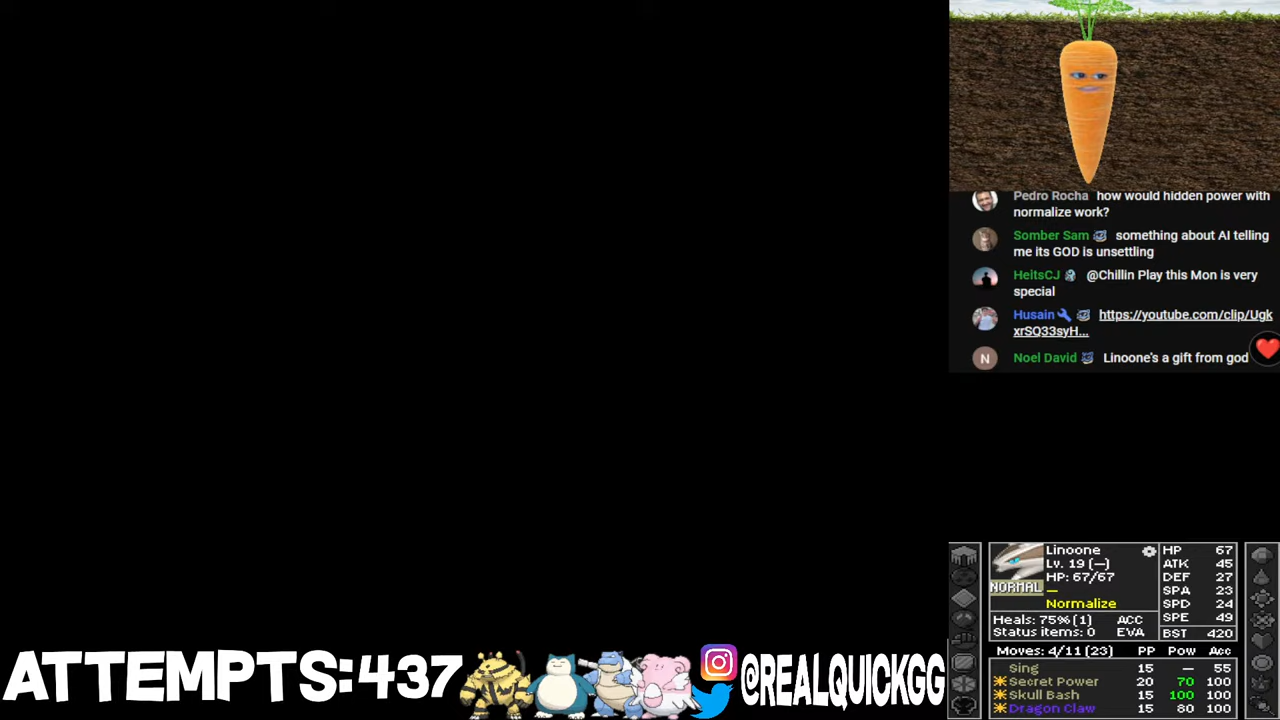 Pedro Rocha how would hidden power with
normalize work?
Somber Sam something about AI telling
me its GOD is unsettling
HeitsCJ @Chillin Play this Mon is very
special
Husain https://youtube.com/clip/Ugk
xrSQ33syH...
N Noel David Linoone's a gift from god
Linoone
Lv. 19 (—)
HP: 67/67
NORMAL —
Normalize
HP 67
ATK 45
DEF 27
SPA 23
SPD 24
SPE 49
BST 420
Heals: 75% (1) ACC
Status items: 0 EVA
Moves: 4/11 (23) PP Pow Acc
Sing 15 — 55
Secret Power 20 70 100
Skull Bash 15 100 100
Dragon Claw 15 80 100
ATTEMPTS:437
@REALQUICKGG